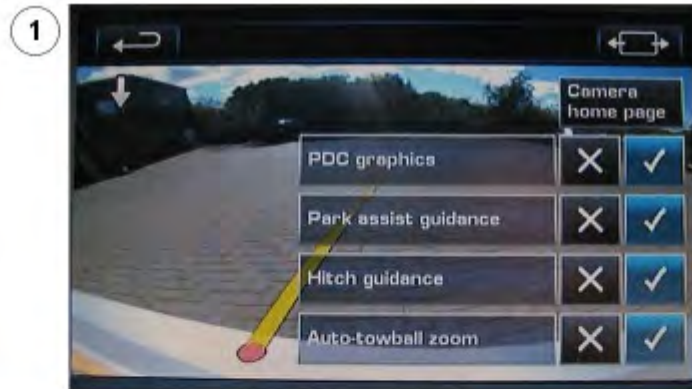 1
Camera
home page
PDC graphics
Park assist guidance
Hitch guidance
Auto-towball zoom